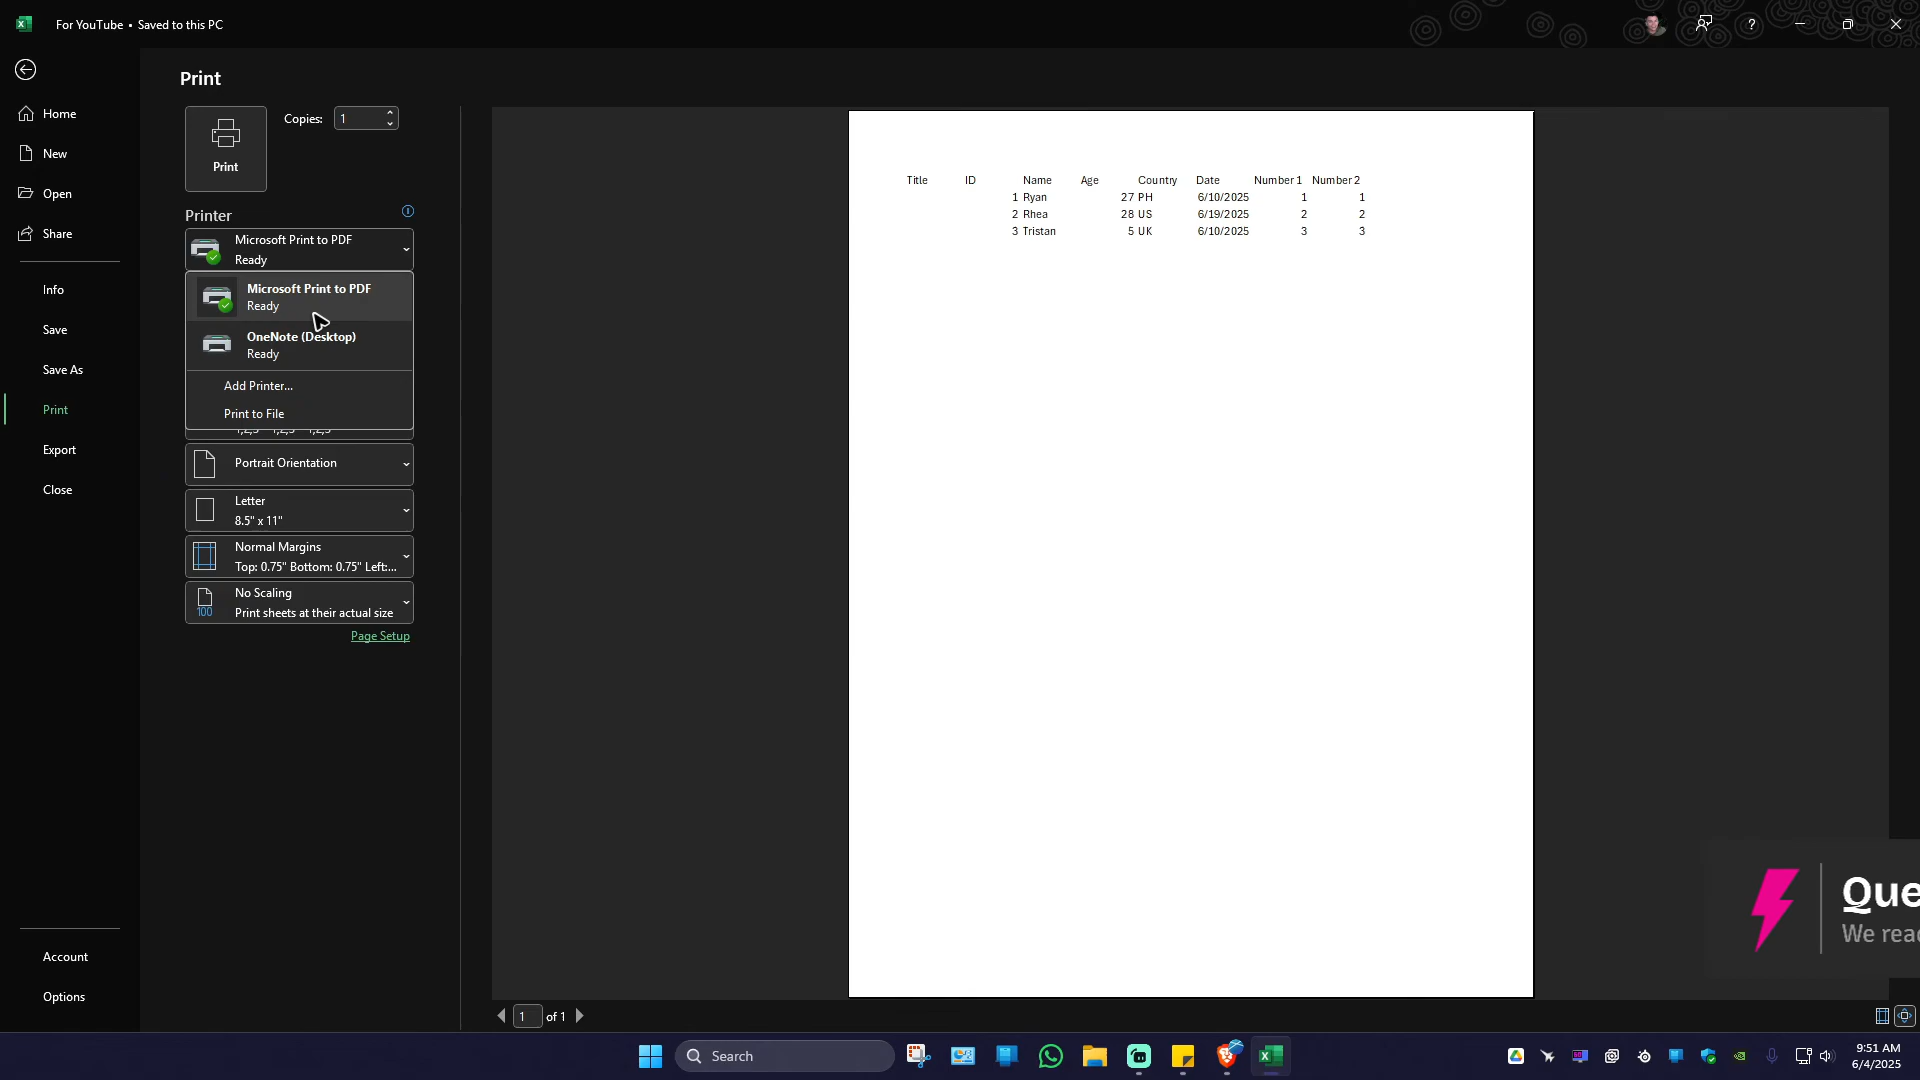 For YouTube • Saved to this PC
Print
Home
New
Open
Share
Info
Save
Save As
Print
Export
Close
Account
Options
Print
Copies: 1
Printer
Microsoft Print to PDF
Ready
Microsoft Print to PDF
Ready
OneNote (Desktop)
Ready
Add Printer...
Print to File
Portrait Orientation
Letter
8.5" x 11"
Normal Margins
Top: 0.75" Bottom: 0.75" Left:...
100
No Scaling
Print sheets at their actual size
Page Setup
Title ID Name Age Country Date Number 1 Number 2
1 Ryan 27 PH 6/10/2025 1 1
2 Rhea 28 US 6/19/2025 2 2
3 Tristan 5 UK 6/10/2025 3 3
1 of 1
Que
We read
Search
9:51 AM
6/4/2025